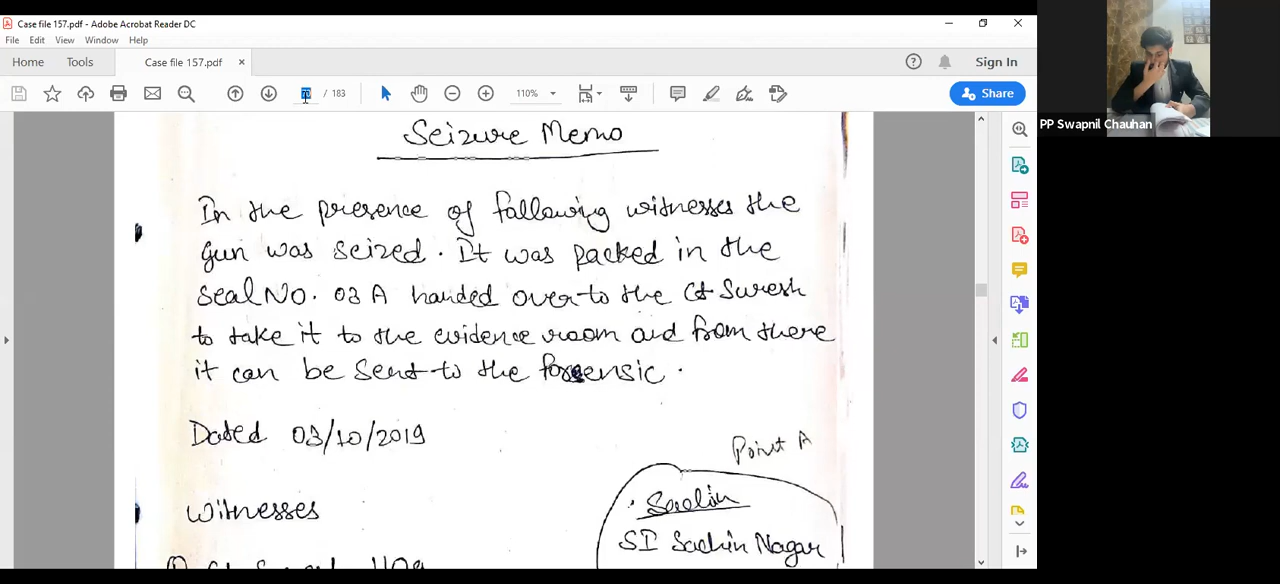 Case file 157.pdf - Adobe Acrobat Reader DC
File Edit View Window Help
Home Tools Case file 157.pdf × Sign In
/ 183 110% Share
PP Swapnil Chauhan
Seizure Memo
In the presence of following witnesses the
Gun was seized. It was packed in the
Seal No. 03 A handed over to the Ct Suresh
to take it to the evidence room and from there
it can be sent to the forensic.
Dated 03/10/2019
Point A
Sachin
Witnesses
SI Sachin Nagar